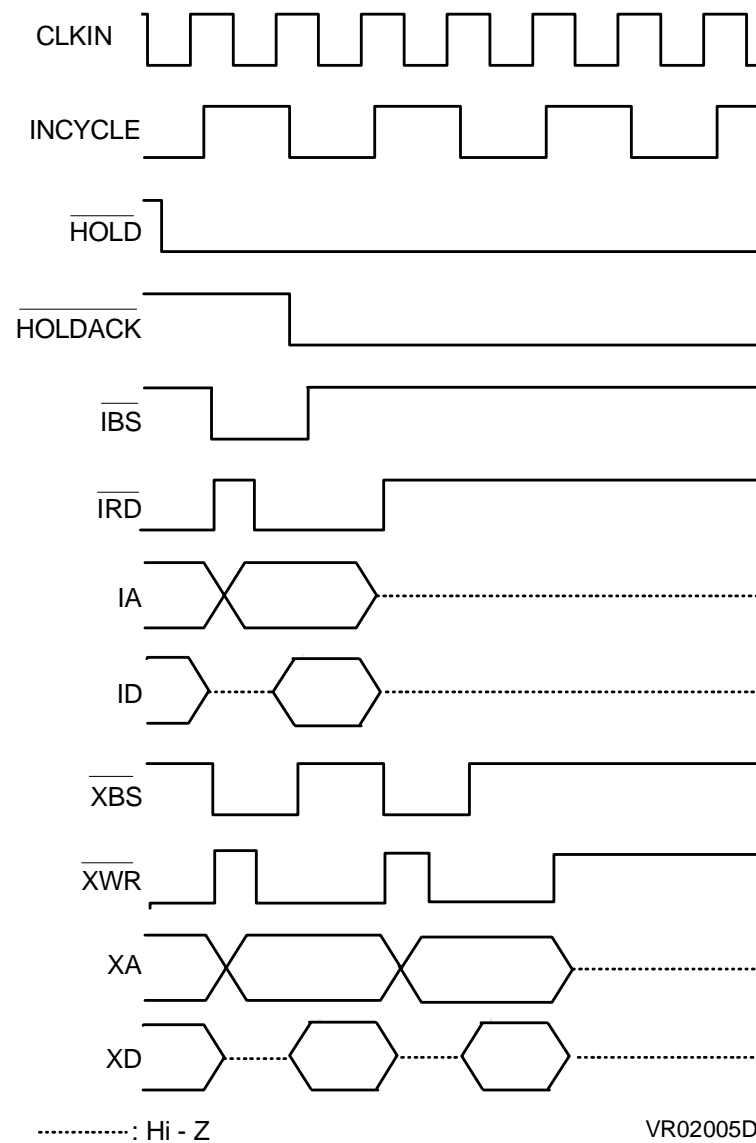 CLKIN
INCYCLE
HOLD
HOLDACK
IBS
IRD
IA
ID
XBS
XWR
XA
XD
: Hi - Z
VR02005D